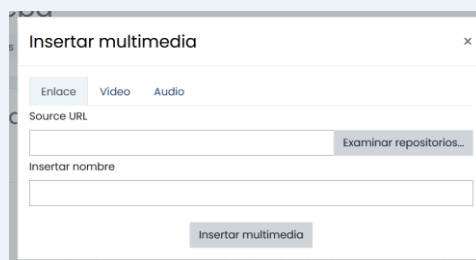 Insertar multimedia
×
Enlace Video Audio
Source URL
Examinar repositorios...
Insertar nombre
Insertar multimedia